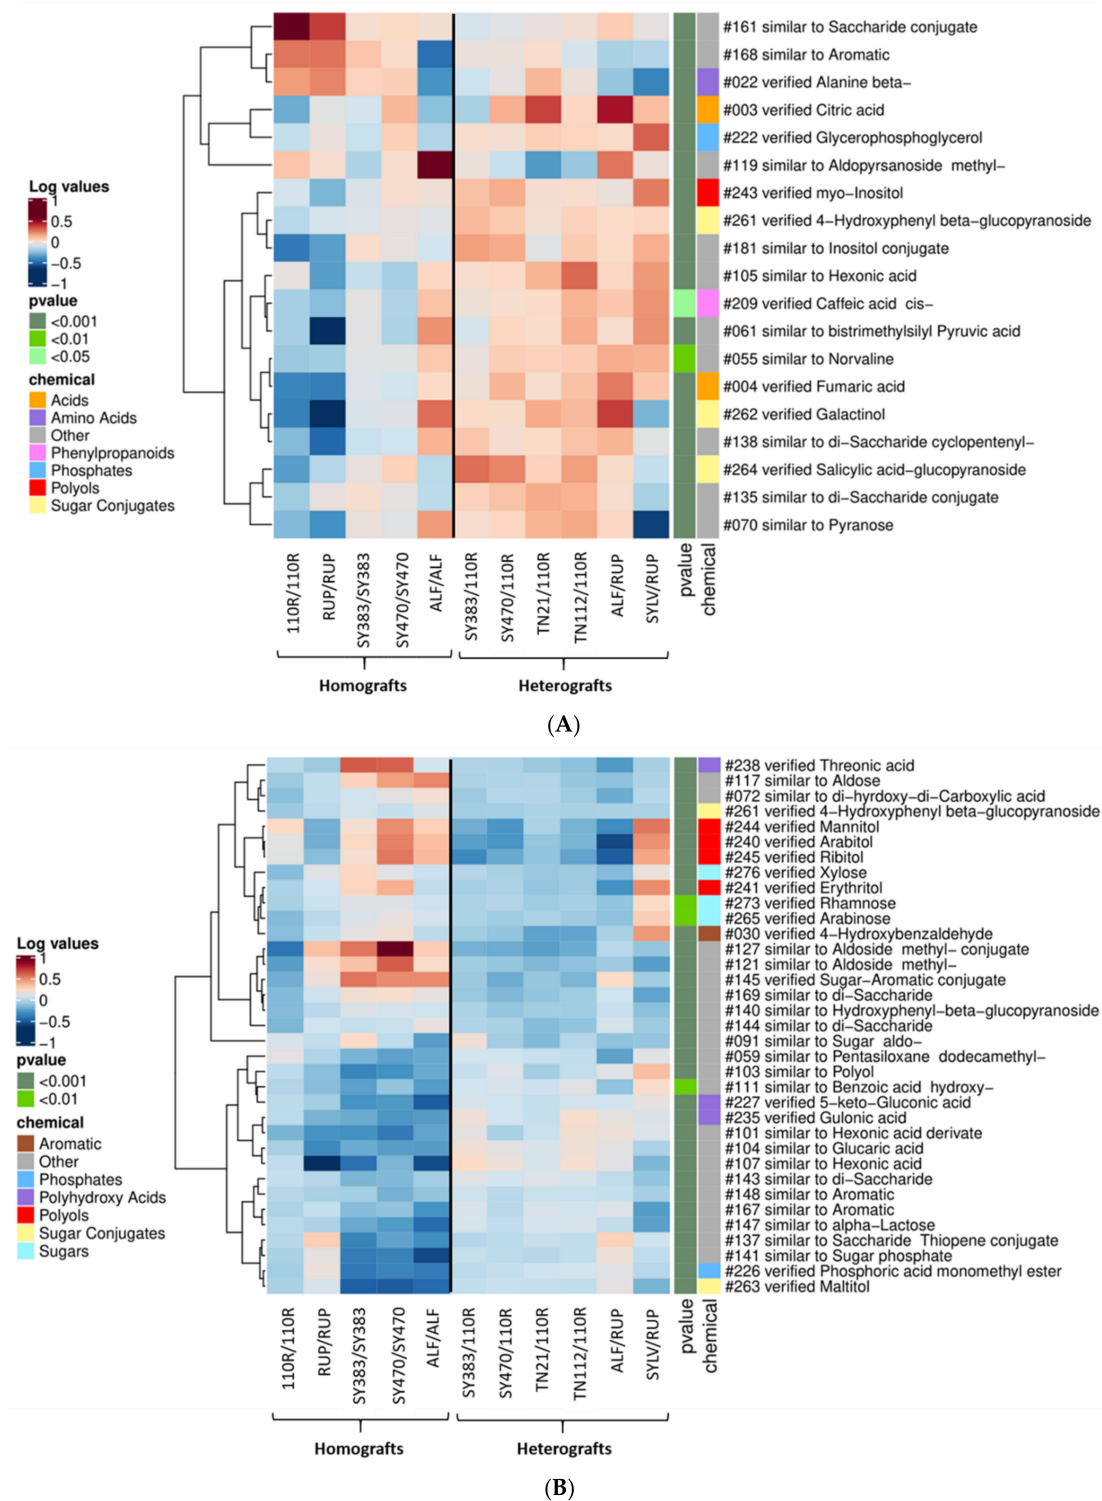 #161 similar to Saccharide conjugate
#168 similar to Aromatic
#022 verified Alanine beta−
#003 verified Citric acid
#222 verified Glycerophosphoglycerol
#119 similar to Aldopyrsanoside methyl−
#243 verified myo−Inositol
#261 verified 4−Hydroxyphenyl beta−glucopyranoside
#181 similar to Inositol conjugate
#105 similar to Hexonic acid
#209 verified Caffeic acid cis−
#061 similar to bistrimethylsilyl Pyruvic acid
#055 similar to Norvaline
#004 verified Fumaric acid
#262 verified Galactinol
#138 similar to di−Saccharide cyclopentenyl−
#264 verified Salicylic acid−glucopyranoside
#135 similar to di−Saccharide conjugate
#070 similar to Pyranose
Log values
1
0.5
0
−0.5
−1
pvalue
<0.001
<0.01
<0.05
chemical
Acids
Amino Acids
Other
Phenylpropanoids
Phosphates
Polyols
Sugar Conjugates
110R/110R
RUP/RUP
SY383/SY383
SY470/SY470
ALF/ALF
SY383/110R
SY470/110R
TN21/110R
TN112/110R
ALF/RUP
SYLV/RUP
pvalue
chemical
Homografts
Heterografts
(A)
#238 verified Threonic acid
#117 similar to Aldose
#072 similar to di−hyrdoxy−di−Carboxylic acid
#261 verified 4−Hydroxyphenyl beta−glucopyranoside
#244 verified Mannitol
#240 verified Arabitol
#245 verified Ribitol
#276 verified Xylose
#241 verified Erythritol
#273 verified Rhamnose
#265 verified Arabinose
#030 verified 4−Hydroxybenzaldehyde
#127 similar to Aldoside methyl− conjugate
#121 similar to Aldoside methyl−
#145 verified Sugar−Aromatic conjugate
#169 similar to di−Saccharide
#140 similar to Hydroxyphenyl−beta−glucopyranoside
#144 similar to di−Saccharide
#091 similar to Sugar aldo−
#059 similar to Pentasiloxane dodecamethyl−
#103 similar to Polyol
#111 similar to Benzoic acid hydroxy−
#227 verified 5−keto−Gluconic acid
#235 verified Gulonic acid
#101 similar to Hexonic acid derivate
#104 similar to Glucaric acid
#107 similar to Hexonic acid
#143 similar to di−Saccharide
#148 similar to Aromatic
#167 similar to Aromatic
#147 similar to alpha−Lactose
#137 similar to Saccharide Thiopene conjugate
#141 similar to Sugar phosphate
#226 verified Phosphoric acid monomethyl ester
#263 verified Maltitol
Log values
1
0.5
0
−0.5
−1
pvalue
<0.001
<0.01
chemical
Aromatic
Other
Phosphates
Polyhydroxy Acids
Polyols
Sugar Conjugates
Sugars
110R/110R
RUP/RUP
SY383/SY383
SY470/SY470
ALF/ALF
SY383/110R
SY470/110R
TN21/110R
TN112/110R
ALF/RUP
SYLV/RUP
pvalue
chemical
Homografts
Heterografts
(B)